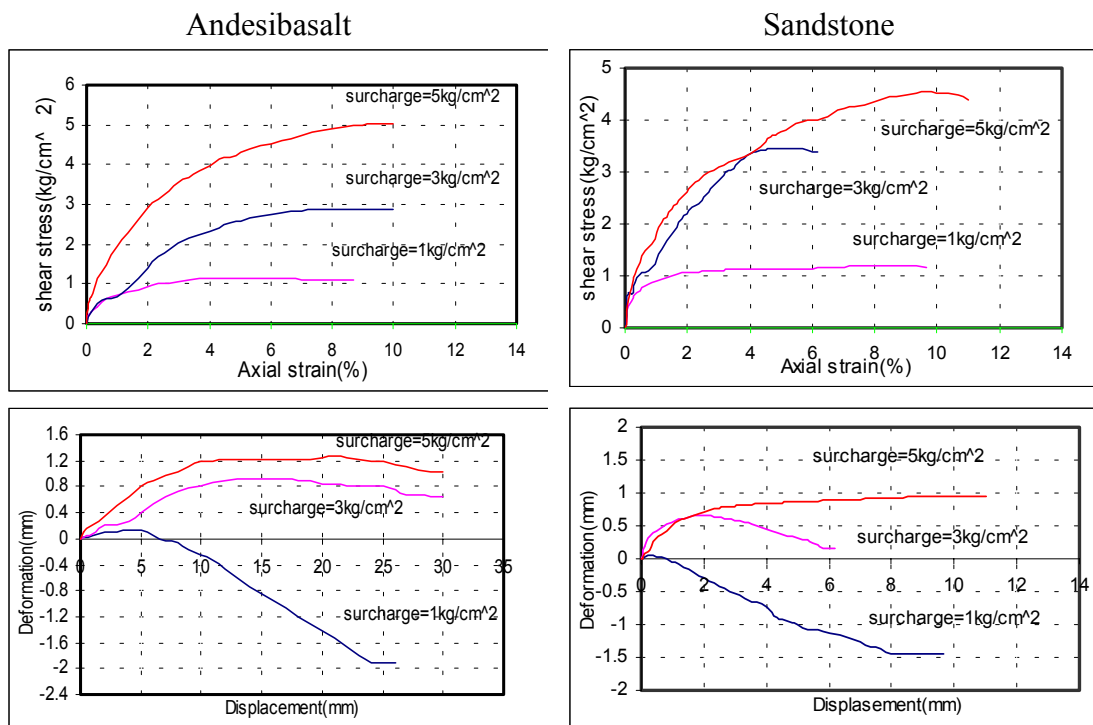 Andesibasalt
Sandstone
6
5
4
3
2
1
0
shear stress(kg/cm^ 2)
surcharge=5kg/cm^2
surcharge=3kg/cm^2
surcharge=1kg/cm^2
0 2 4 6 8 10 12 14
Axial strain(%)
5
4
3
2
1
0
shear stress(kg/cm^2)
surcharge=5kg/cm^2
surcharge=3kg/cm^2
surcharge=1kg/cm^2
0 2 4 6 8 10 12 14
Axial strain(%)
1.6
1.2
0.8
0.4
0
-0.4
-0.8
-1.2
-1.6
-2
-2.4
Deformation(mm)
surcharge=5kg/cm^2
surcharge=3kg/cm^2
0 5 10 15 20 25 30 35
surcharge=1kg/cm^2
Displacement(mm)
2
1.5
1
0.5
0
-0.5
-1
-1.5
-2
Deformation(mm)
surcharge=5kg/cm^2
surcharge=3kg/cm^2
0 2 4 6 8 10 12 14
surcharge=1kg/cm^2
Displasement(mm)